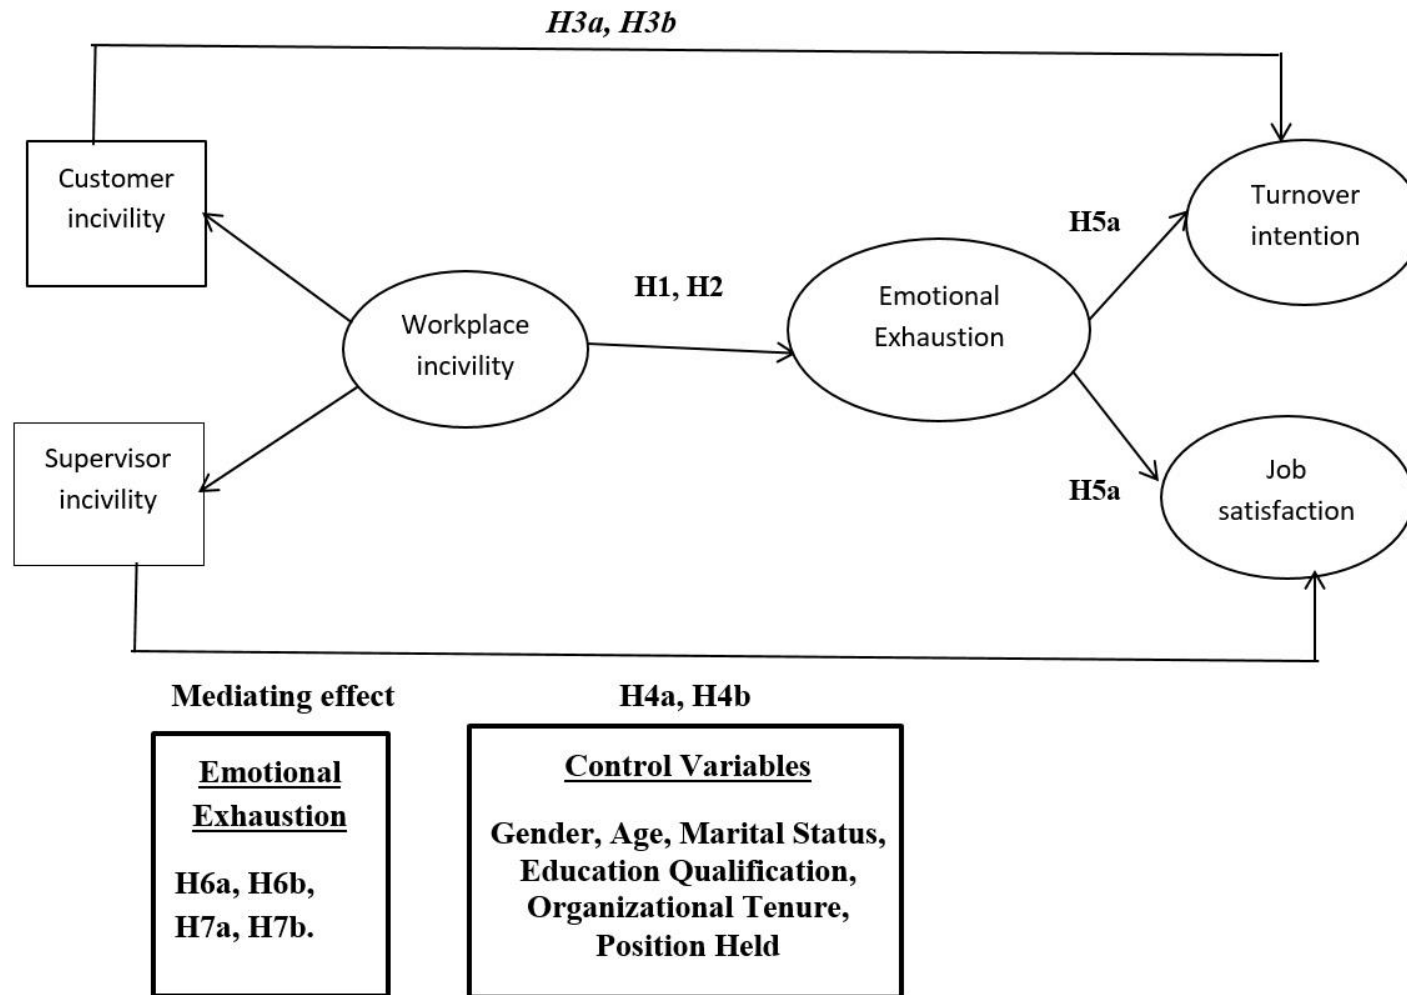 H3a, H3b
Customer
incivility
Turnover
intention
H5a
Emotional
Exhaustion
H1, H2
Workplace
incivility
Supervisor
incivility
H5a
Job
satisfaction
Mediating effect
H4a, H4b
Emotional
Exhaustion
H6a, H6b,
H7a, H7b.
Control Variables
Gender, Age, Marital Status,
Education Qualification,
Organizational Tenure,
Position Held